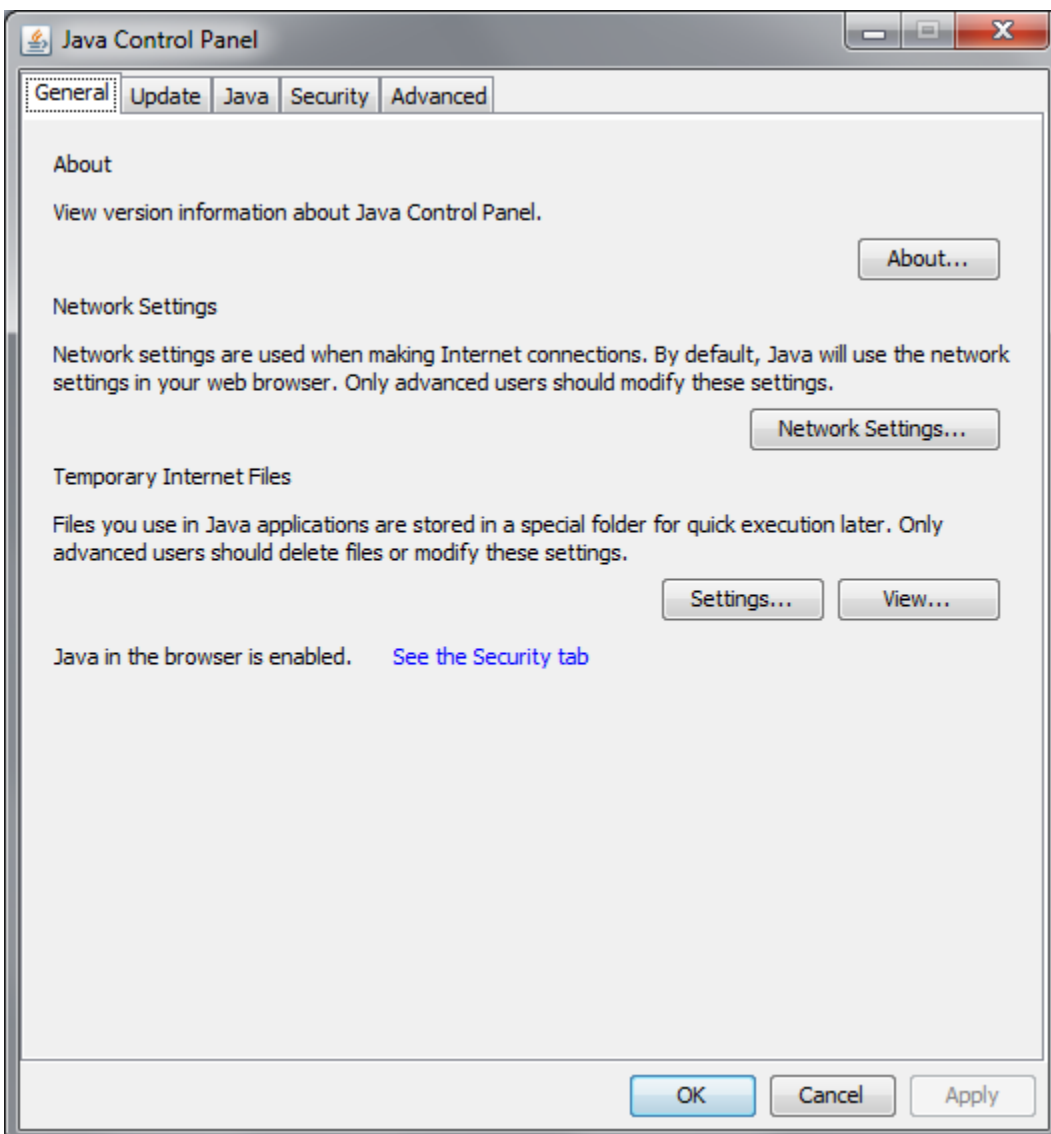 Java Control Panel
General Update Java Security Advanced
About
View version information about Java Control Panel.
About...
Network Settings
Network settings are used when making Internet connections. By default, Java will use the network
settings in your web browser. Only advanced users should modify these settings.
Network Settings...
Temporary Internet Files
Files you use in Java applications are stored in a special folder for quick execution later. Only
advanced users should delete files or modify these settings.
Settings... View...
Java in the browser is enabled. See the Security tab
OK Cancel Apply